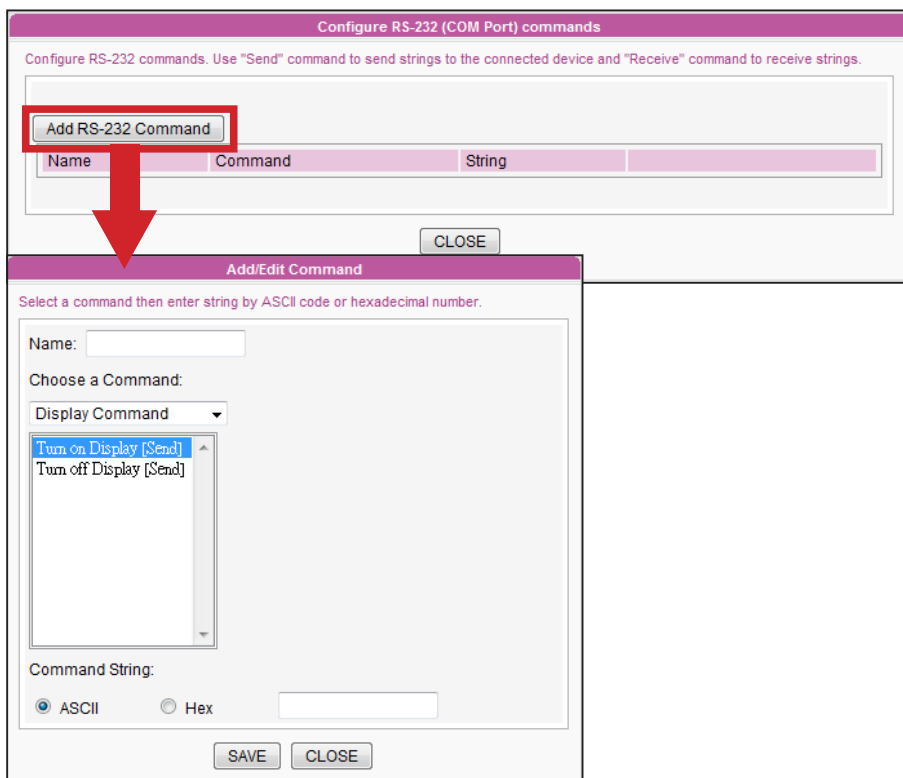 Configure RS-232 (COM Port) commands
Configure RS-232 commands. Use "Send" command to send strings to the connected device and "Receive" command to receive strings.
Add RS-232 Command
Name Command String
CLOSE
Add/Edit Command
Select a command then enter string by ASCII code or hexadecimal number.
Name:
Choose a Command:
Display Command
Turn on Display [Send]
Turn off Display [Send]
Command String:
ASCII Hex
SAVE CLOSE